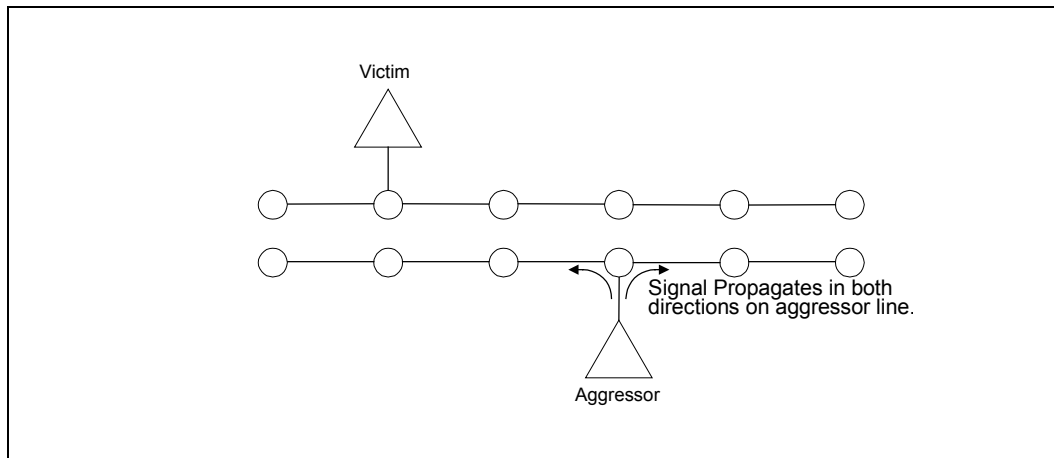 Victim
Signal Propagates in both
directions on aggressor line.
Aggressor